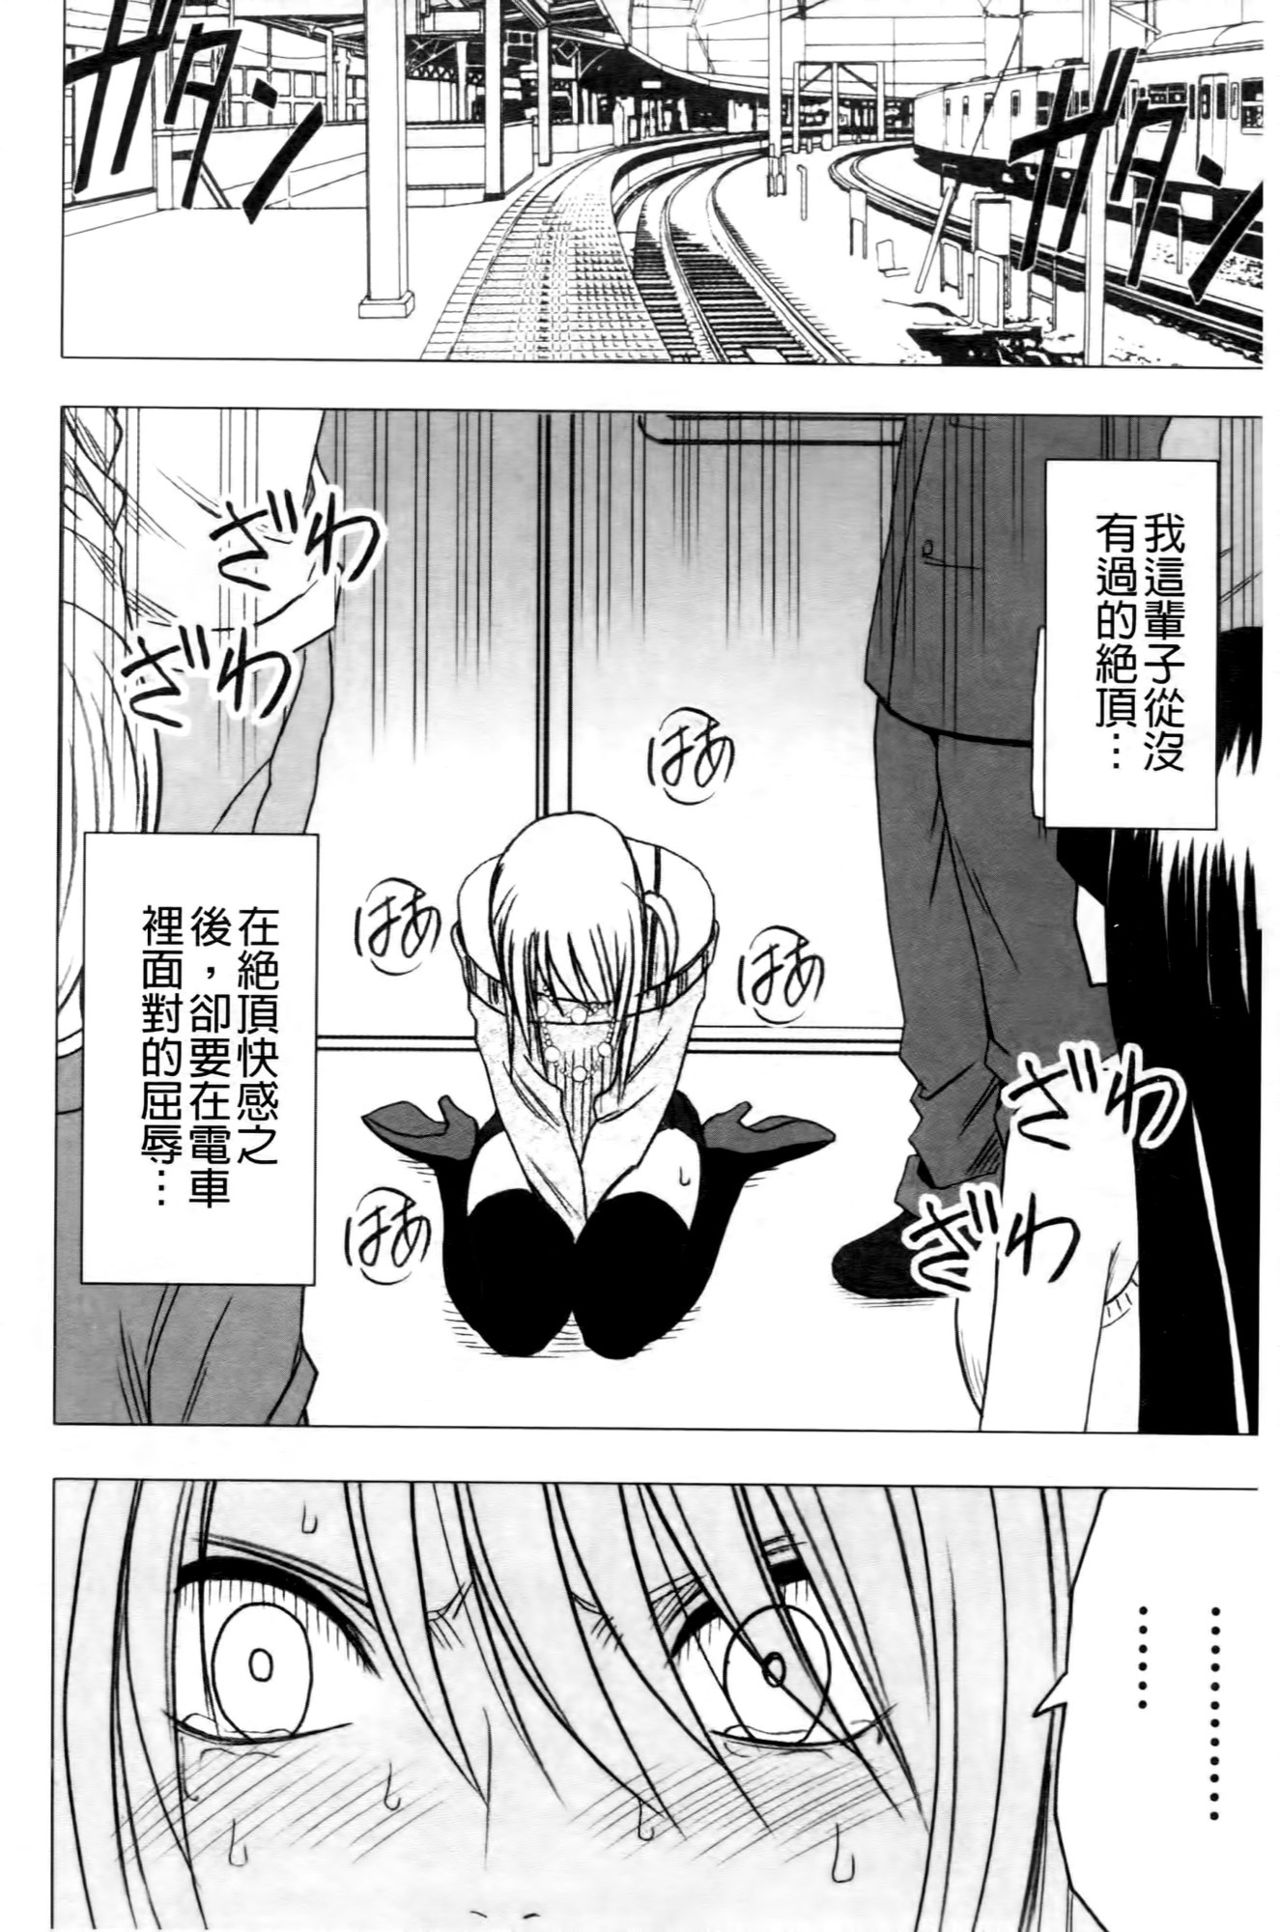 ガタン
ガタン
我這輩子從沒
有過的絕頂…
ざわ
ざわ
はあ
はあ
はあ
はあ
在絕頂快感之
後，卻要在電車
裡面對的屈辱…
ざわ
ざわ
………
……